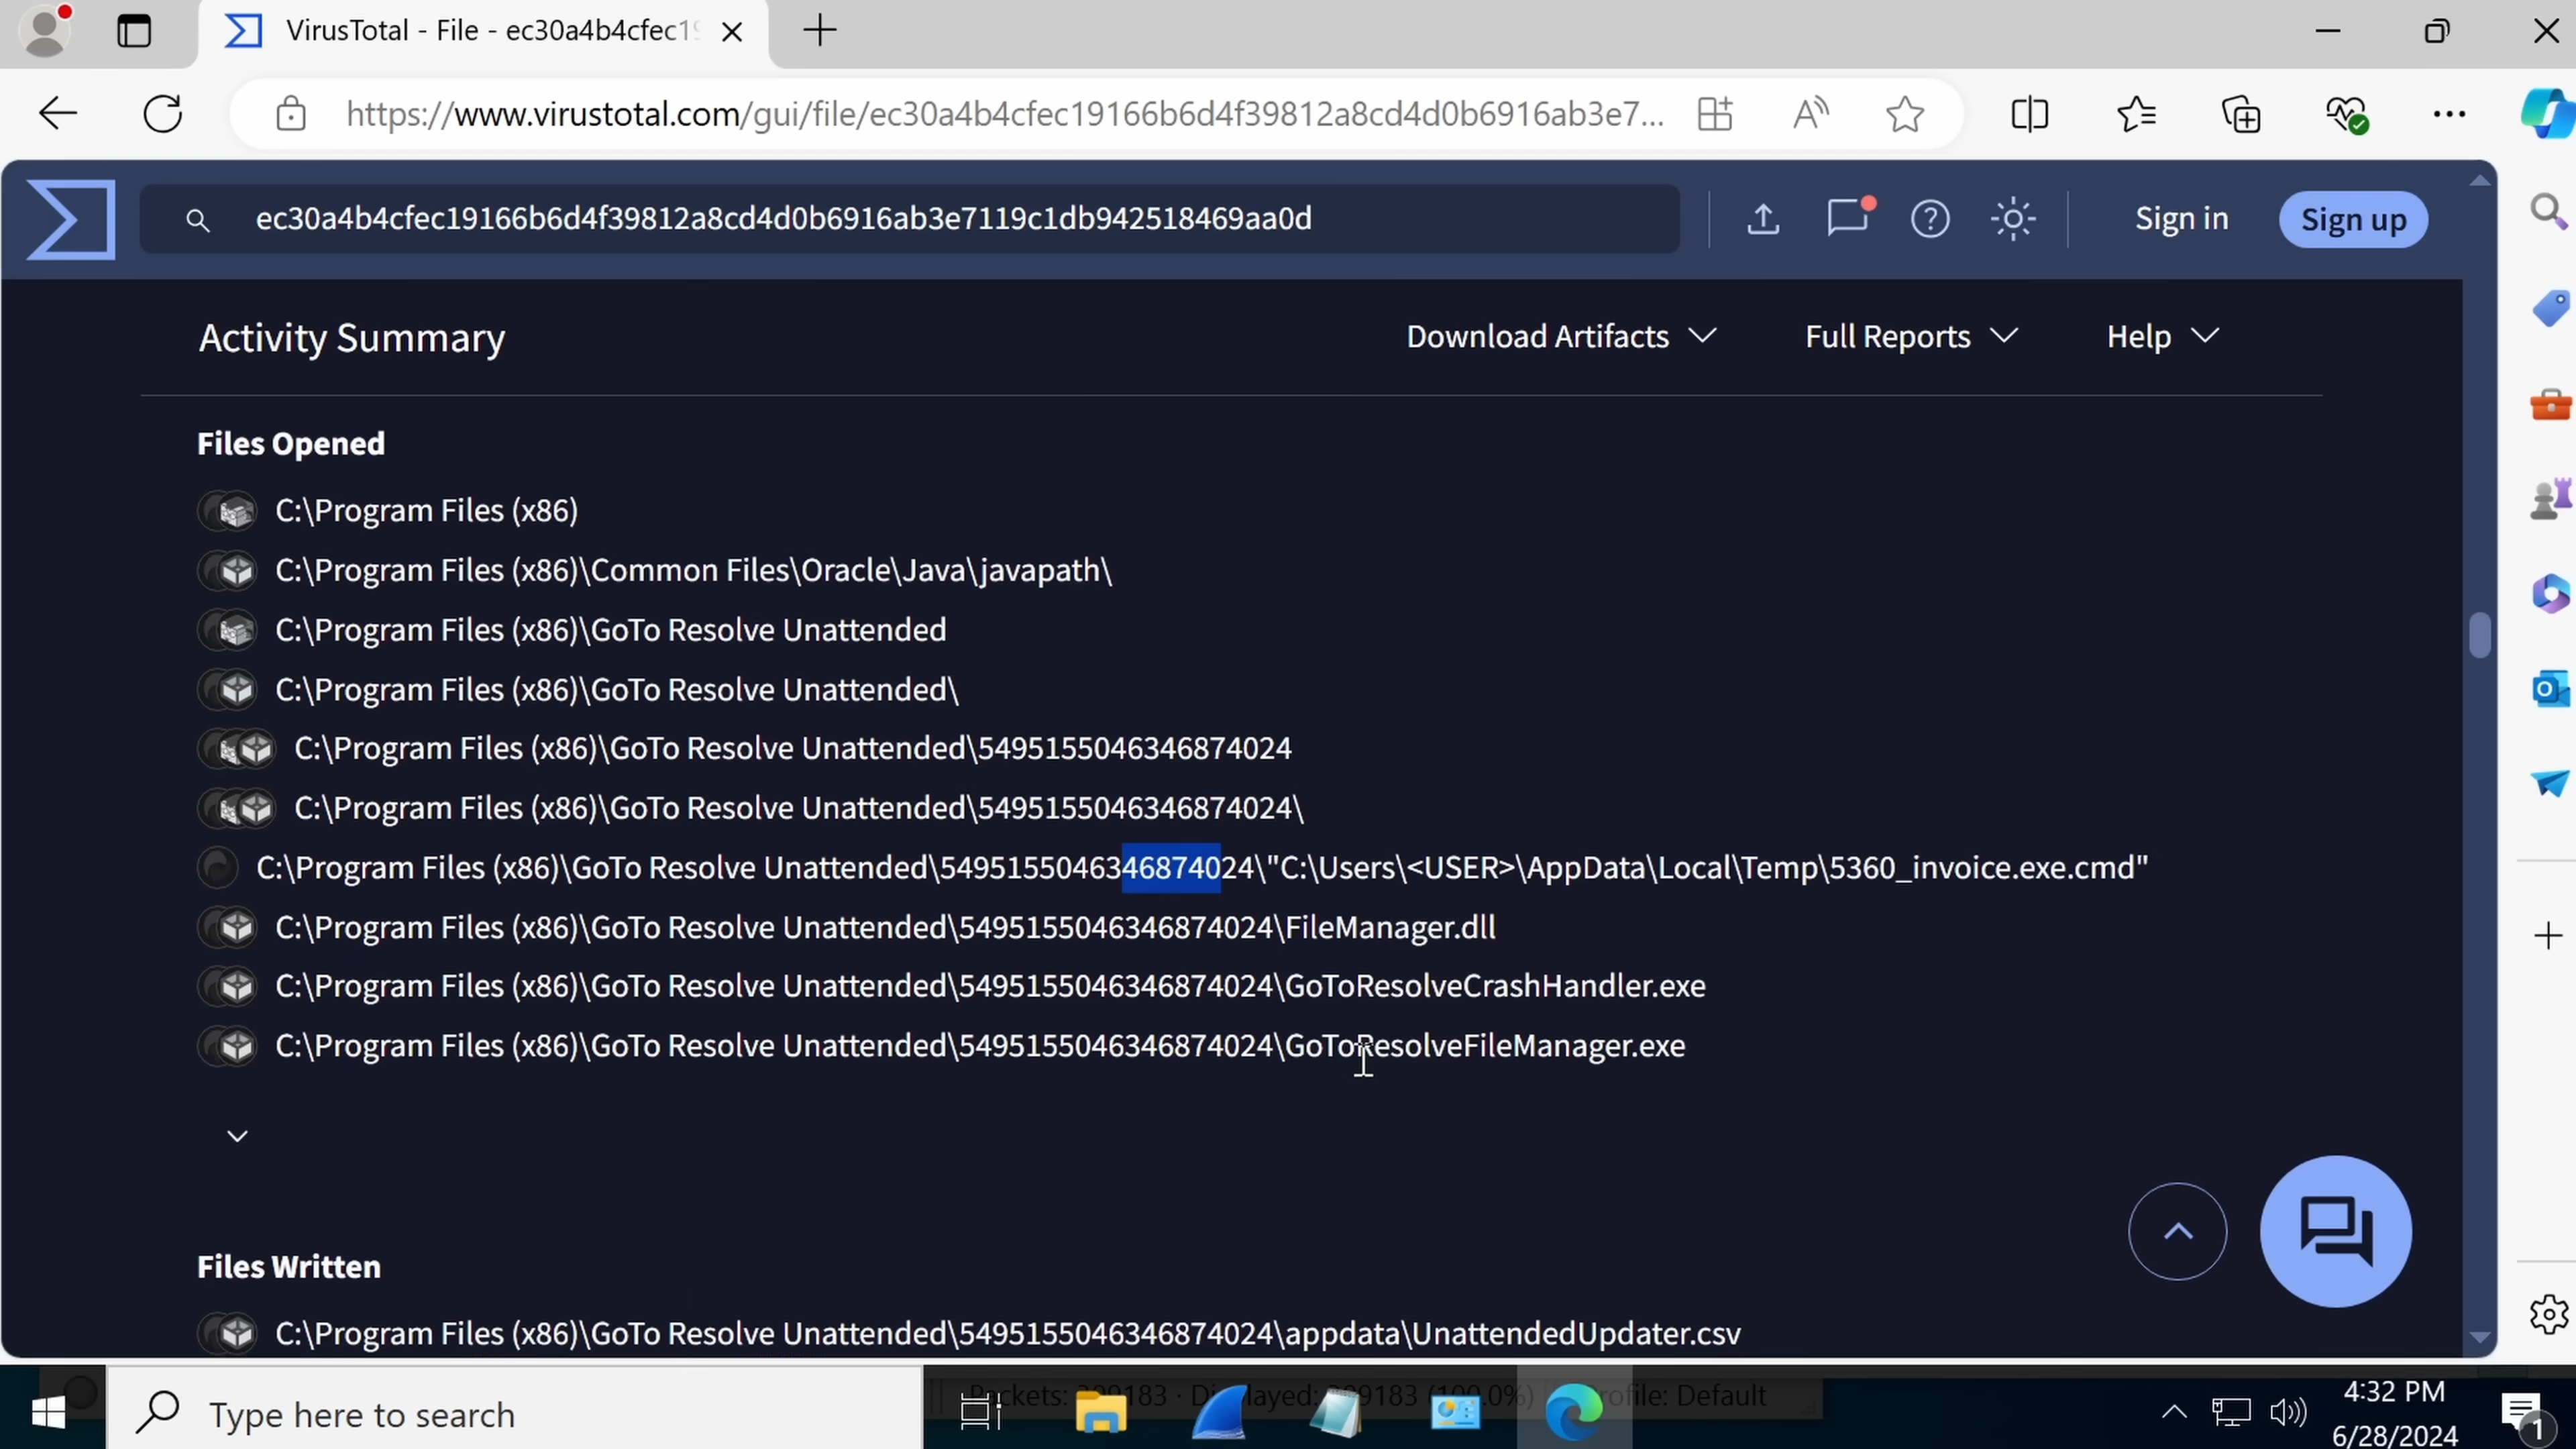 VirusTotal - File - ec30a4b4cfec19
https://www.virustotal.com/gui/file/ec30a4b4cfec19166b6d4f39812a8cd4d0b6916ab3e7...
ec30a4b4cfec19166b6d4f39812a8cd4d0b6916ab3e7119c1db942518469aa0d
Sign in
Sign up
Activity Summary
Download Artifacts
Full Reports
Help
Files Opened
C:\Program Files (x86)
C:\Program Files (x86)\Common Files\Oracle\Java\javapath\
C:\Program Files (x86)\GoTo Resolve Unattended
C:\Program Files (x86)\GoTo Resolve Unattended\
C:\Program Files (x86)\GoTo Resolve Unattended\5495155046346874024
C:\Program Files (x86)\GoTo Resolve Unattended\5495155046346874024\
C:\Program Files (x86)\GoTo Resolve Unattended\5495155046346874024\"C:\Users\<USER>\AppData\Local\Temp\5360_invoice.exe.cmd"
C:\Program Files (x86)\GoTo Resolve Unattended\5495155046346874024\FileManager.dll
C:\Program Files (x86)\GoTo Resolve Unattended\5495155046346874024\GoToResolveCrashHandler.exe
C:\Program Files (x86)\GoTo Resolve Unattended\5495155046346874024\GoToResolveFileManager.exe
Files Written
C:\Program Files (x86)\GoTo Resolve Unattended\5495155046346874024\appdata\UnattendedUpdater.csv
Type here to search
4:32 PM
6/28/2024
1